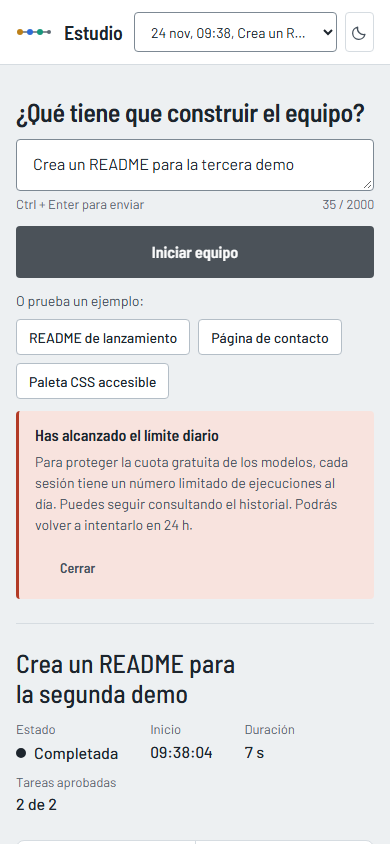 Estudio
24 nov, 09:38, Crea un R...
¿Qué tiene que construir el equipo?
Crea un README para la tercera demo
Ctrl + Enter para enviar
35 / 2000
Iniciar equipo
O prueba un ejemplo:
README de lanzamiento
Página de contacto
Paleta CSS accesible
Has alcanzado el límite diario
Para proteger la cuota gratuita de los modelos, cada
sesión tiene un número limitado de ejecuciones al
día. Puedes seguir consultando el historial. Podrás
volver a intentarlo en 24 h.
Cerrar
Crea un README para
la segunda demo
Estado
Inicio
Duración
Completada
09:38:04
7 s
Tareas aprobadas
2 de 2